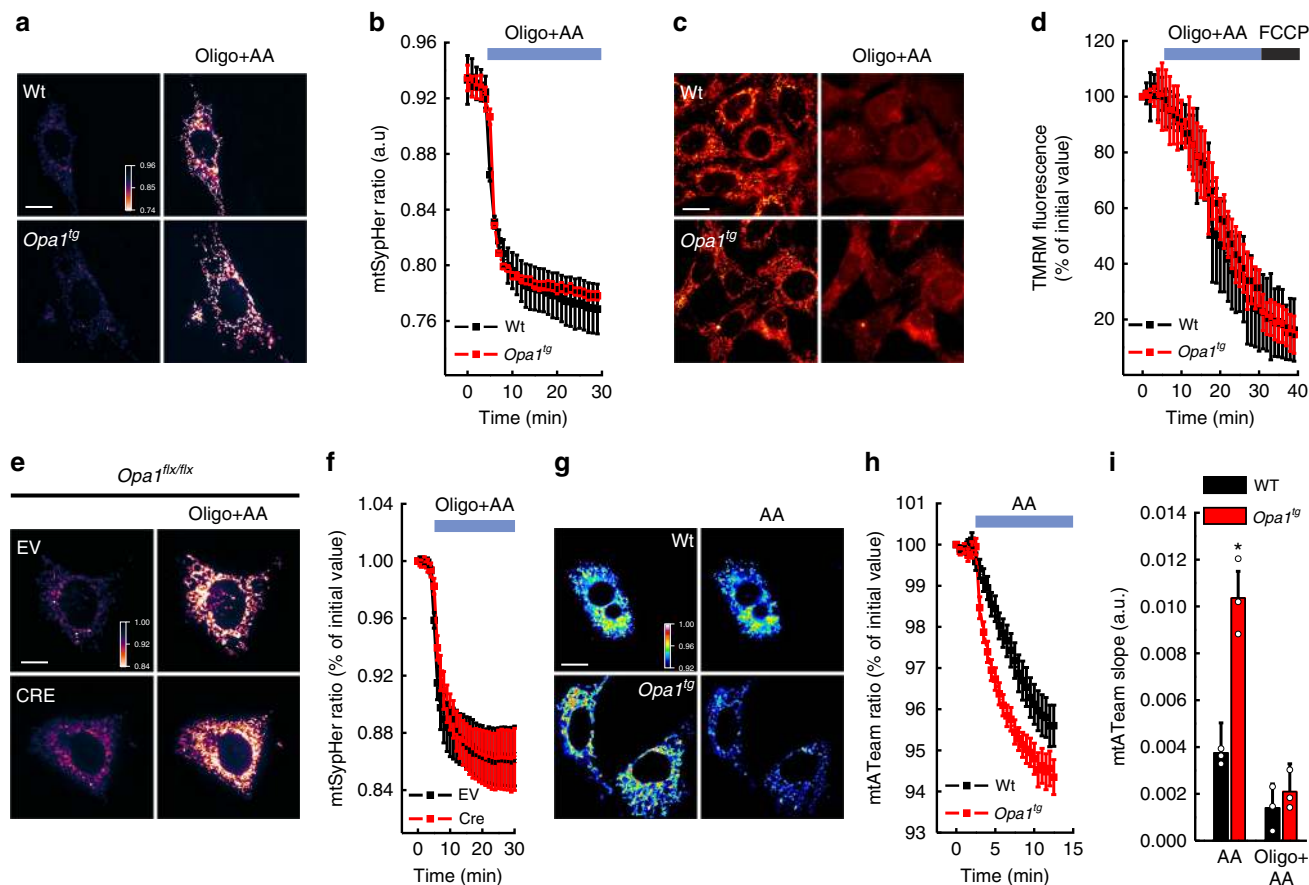 a
Oligo+AA
Wt
0.96
0.85
0.74
Opa1tg
b
Oligo+AA
0.96
0.92
0.88
0.84
0.80
0.76
mtSypHer ratio (a.u)
Wt
Opa1tg
0 10 20 30
Time (min)
c
Oligo+AA
Wt
Opa1tg
d
Oligo+AA FCCP
120
100
80
60
40
20
TMRM fluorescence
(% of initial value)
Wt
Opa1tg
0 10 20 30 40
Time (min)
e
Opa1flx/flx
Oligo+AA
EV
1.00
0.92
0.84
CRE
f
Oligo+AA
1.04
1.00
0.96
0.92
0.88
0.84
mtSypHer ratio (% of initial value)
EV
Cre
0 10 20 30
Time (min)
g
AA
Wt
1.00
0.96
0.92
Opa1tg
h
AA
101
100
99
98
97
96
95
94
93
mtATeam ratio (% of initial value)
Wt
Opa1tg
0 5 10 15
Time (min)
i
WT
Opa1tg
0.014
0.012
0.010
0.008
0.006
0.004
0.002
0.000
mtATeam slope (a.u.)
*
AA Oligo+
AA